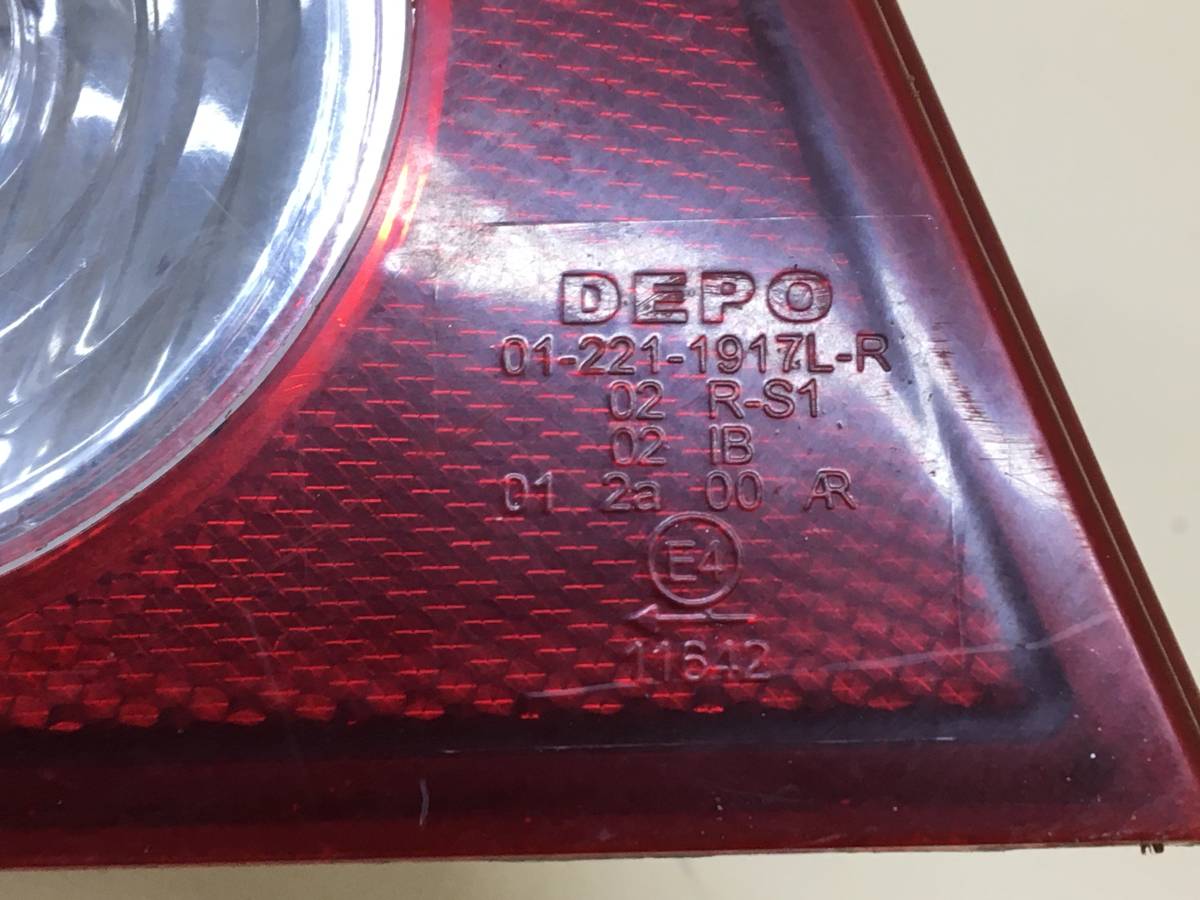 DEPO
01-221-1917L-R
02 R-S1
02 IB
01 2a 00 AR
E4
11642